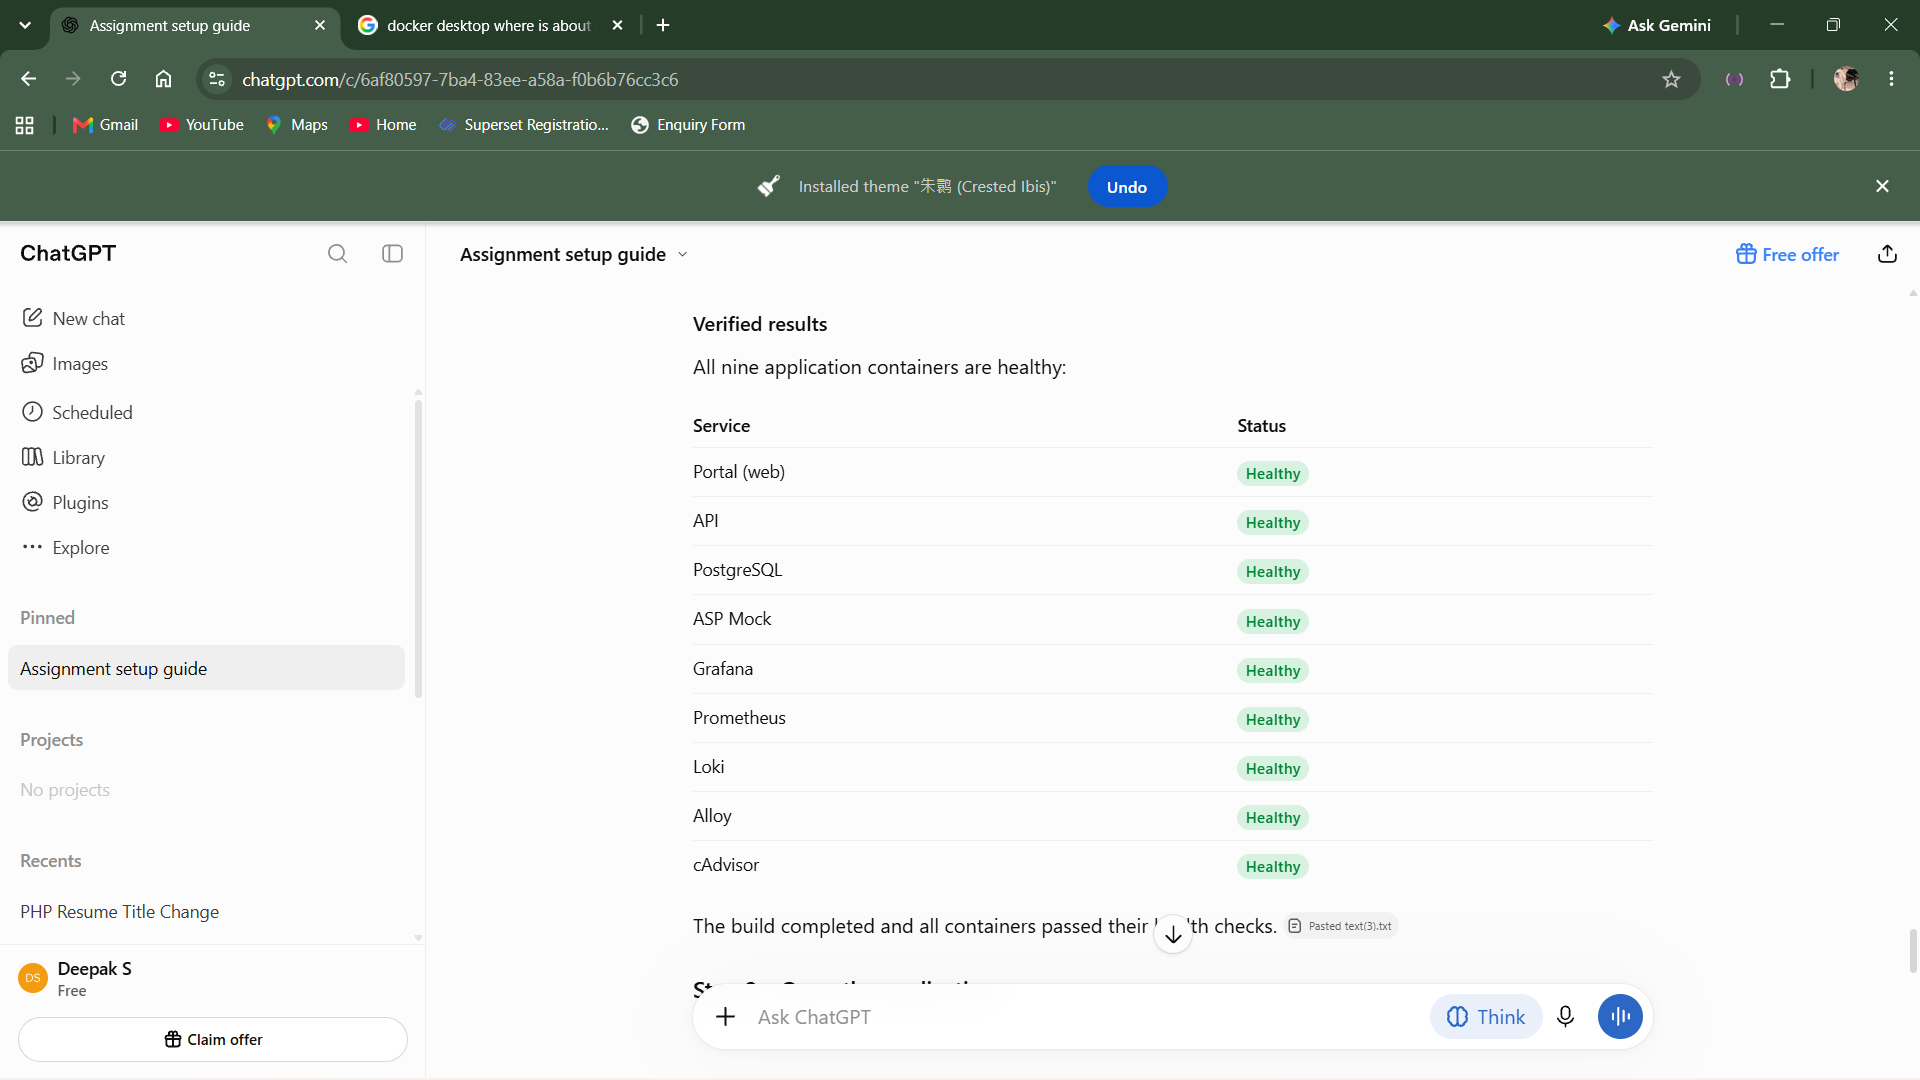 Assignment setup guide
docker desktop where is about
Ask Gemini
chatgpt.com/c/6af80597-7ba4-83ee-a58a-f0b6b76cc3c6
Gmail
YouTube
Maps
Home
Superset Registratio...
Enquiry Form
Installed theme "朱鹮 (Crested Ibis)"
Undo
ChatGPT
New chat
Images
Scheduled
Library
Plugins
Explore
Pinned
Assignment setup guide
Projects
No projects
Recents
PHP Resume Title Change
DS
Deepak S
Free
Claim offer
Assignment setup guide
Free offer
Verified results
All nine application containers are healthy:
Service Status
Portal (web) Healthy
API Healthy
PostgreSQL Healthy
ASP Mock Healthy
Grafana Healthy
Prometheus Healthy
Loki Healthy
Alloy Healthy
cAdvisor Healthy
The build completed and all containers passed their th checks. Pasted text(3).txt
Ask ChatGPT
Think